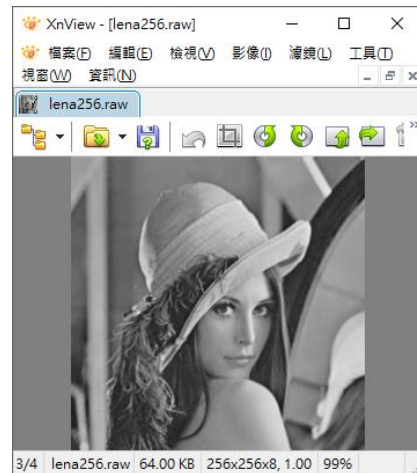 XnView - [lena256.raw]
檔案(F) 編輯(E) 檢視(V) 影像(I) 濾鏡(L) 工具(T)
視窗(W) 資訊(N)
lena256.raw
3/4 lena256.raw 64.00 KB 256x256x8, 1.00 99%